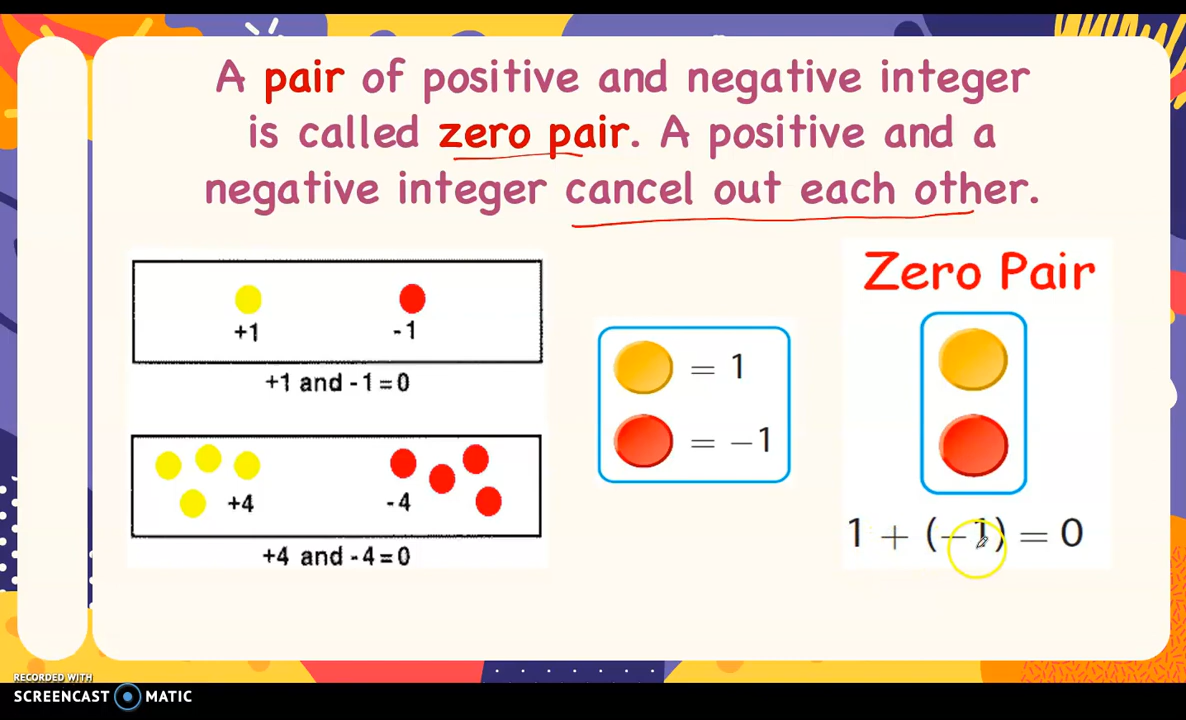 A pair of positive and negative integer
is called zero pair. A positive and a
negative integer cancel out each other.
+1 -1
+1 and -1=0
+4 -4
+4 and -4=0
= 1
= −1
Zero Pair
1 + (−1) = 0
RECORDED WITH
SCREENCAST MATIC